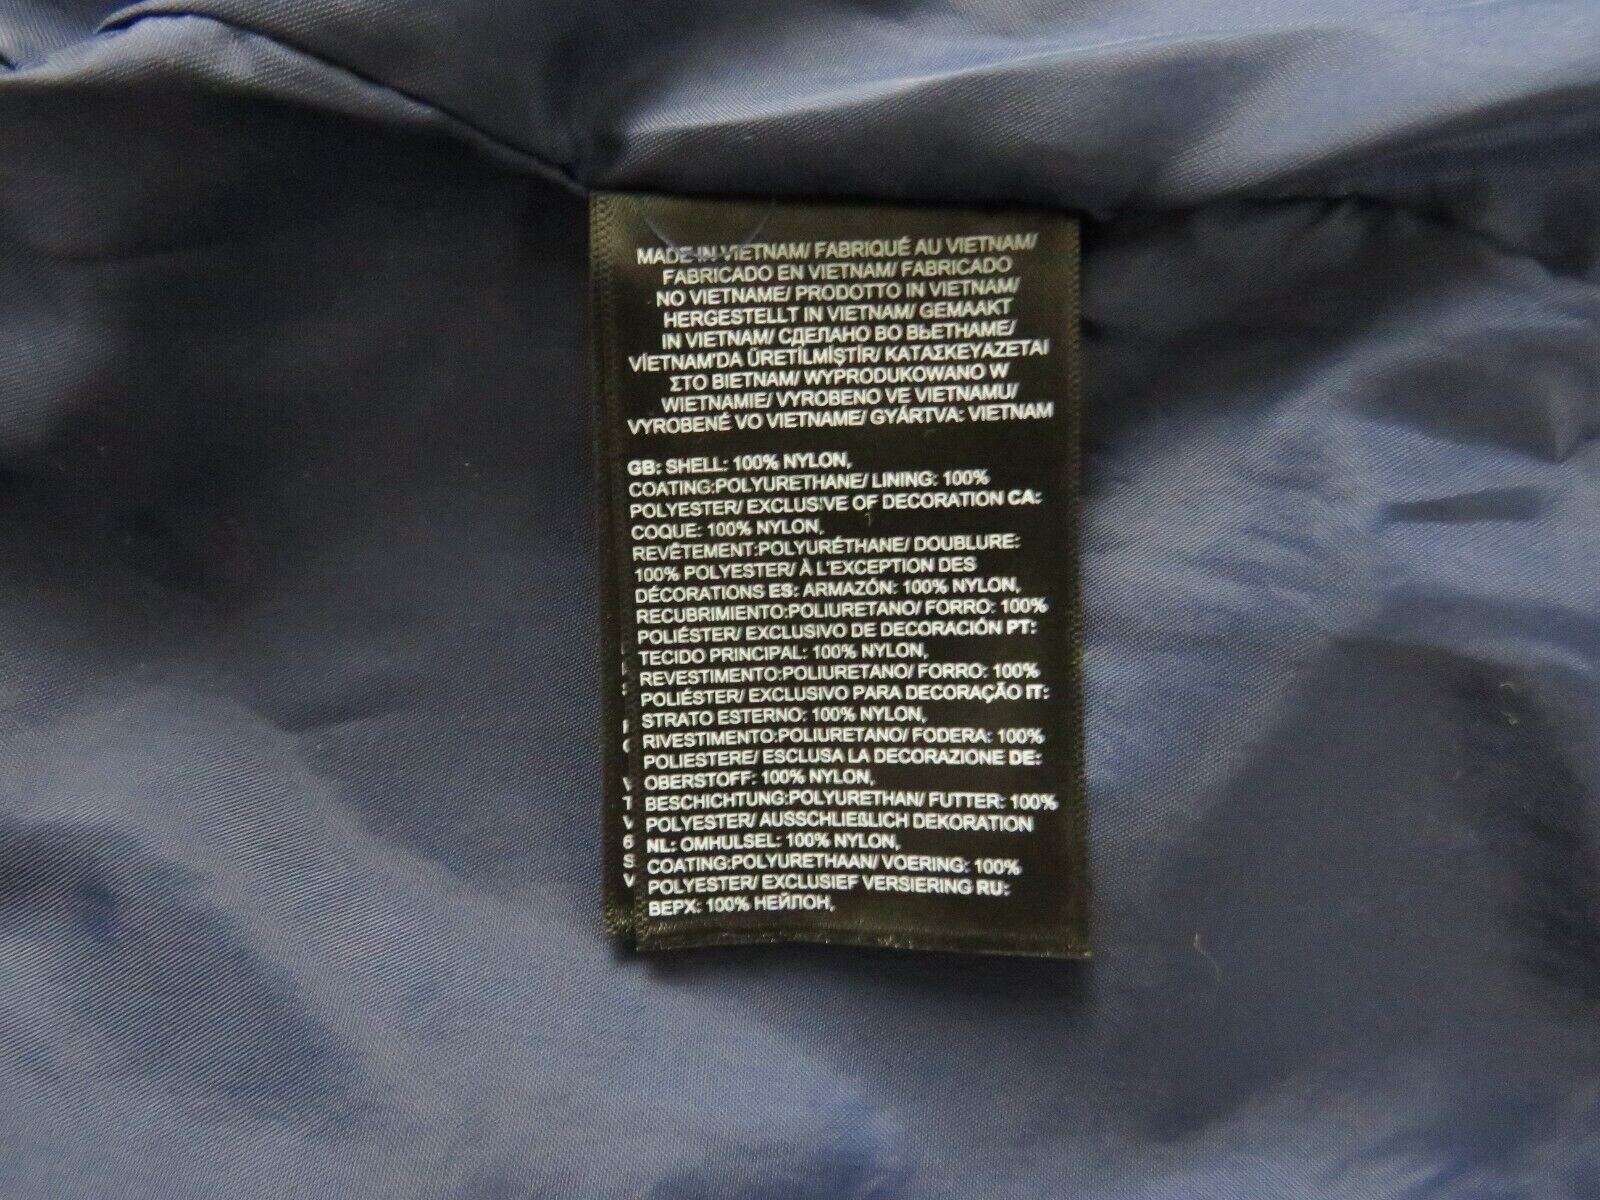 MADE IN VIETNAM/ FABRIQUÉ AU VIETNAM/
FABRICADO EN VIETNAM/ FABRICADO
NO VIETNAME/ PRODOTTO IN VIETNAM/
HERGESTELLT IN VIETNAM/ GEMAAKT
IN VIETNAM/ СДЕЛАНО ВО ВЬЕТНАМЕ/
VİETNAM'DA ÜRETİLMİŞTİR/ ΚΑΤΑΣΚΕΥΑΖΕΤΑΙ
ΣΤΟ ΒΙΕΤΝΑΜ/ WYPRODUKOWANO W
WIETNAMIE/ VYROBENO VE VIETNAMU/
VYROBENÉ VO VIETNAME/ GYÁRTVA: VIETNAM
GB: SHELL: 100% NYLON,
COATING:POLYURETHANE/ LINING: 100%
POLYESTER/ EXCLUSIVE OF DECORATION CA:
COQUE: 100% NYLON,
REVÊTEMENT:POLYURÉTHANE/ DOUBLURE:
100% POLYESTER/ À L'EXCEPTION DES
DÉCORATIONS ES: ARMAZÓN: 100% NYLON,
RECUBRIMIENTO:POLIURETANO/ FORRO: 100%
POLIÉSTER/ EXCLUSIVO DE DECORACIÓN PT:
TECIDO PRINCIPAL: 100% NYLON,
REVESTIMENTO:POLIURETANO/ FORRO: 100%
POLIÉSTER/ EXCLUSIVO PARA DECORAÇÃO IT:
STRATO ESTERNO: 100% NYLON,
RIVESTIMENTO:POLIURETANO/ FODERA: 100%
POLIESTERE/ ESCLUSA LA DECORAZIONE DE:
OBERSTOFF: 100% NYLON,
BESCHICHTUNG:POLYURETHAN/ FUTTER: 100%
POLYESTER/ AUSSCHLIEßLICH DEKORATION
NL: OMHULSEL: 100% NYLON,
COATING:POLYURETHAAN/ VOERING: 100%
POLYESTER/ EXCLUSIEF VERSIERING RU:
ВЕРХ: 100% НЕЙЛОН,